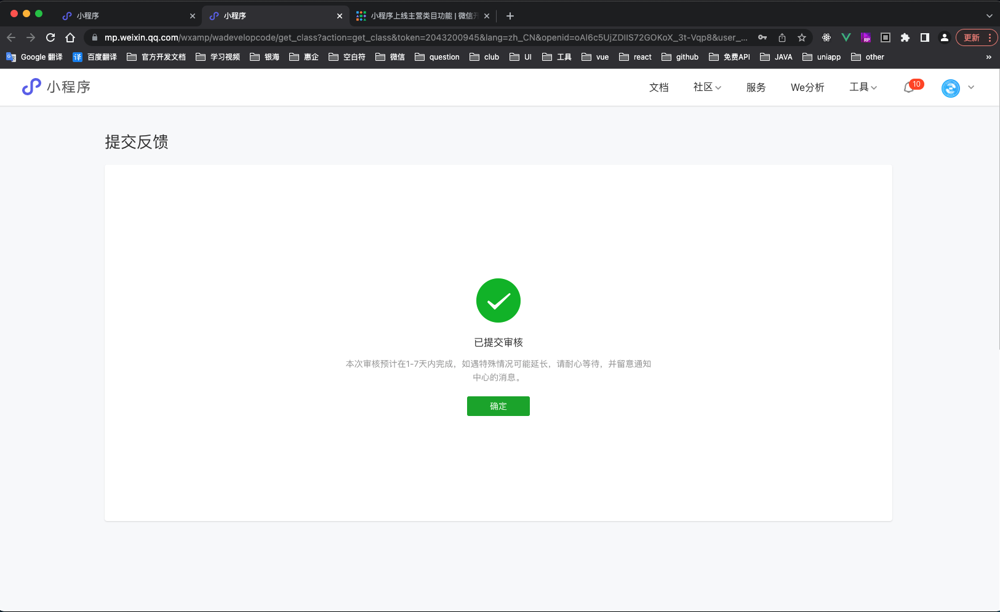 小程序
小程序
小程序上线主营类目功能 | 微信开
mp.weixin.qq.com/wxamp/wadevelopcode/get_class?action=get_class&token=2043200945&lang=zh_CN&openid=oAl6c5UjZDIlS72GOKoX_3t-Vqp8&user_...
更新
Google 翻译
译 百度翻译
官方开发文档
学习视频
银海
惠企
空白符
微信
question
club
UI
工具
vue
react
github
免费API
JAVA
uniapp
other
小程序
文档
社区
服务
We分析
工具
10
提交反馈
已提交审核
本次审核预计在1-7天内完成，如遇特殊情况可能延长，请耐心等待，并留意通知
中心的消息。
确定